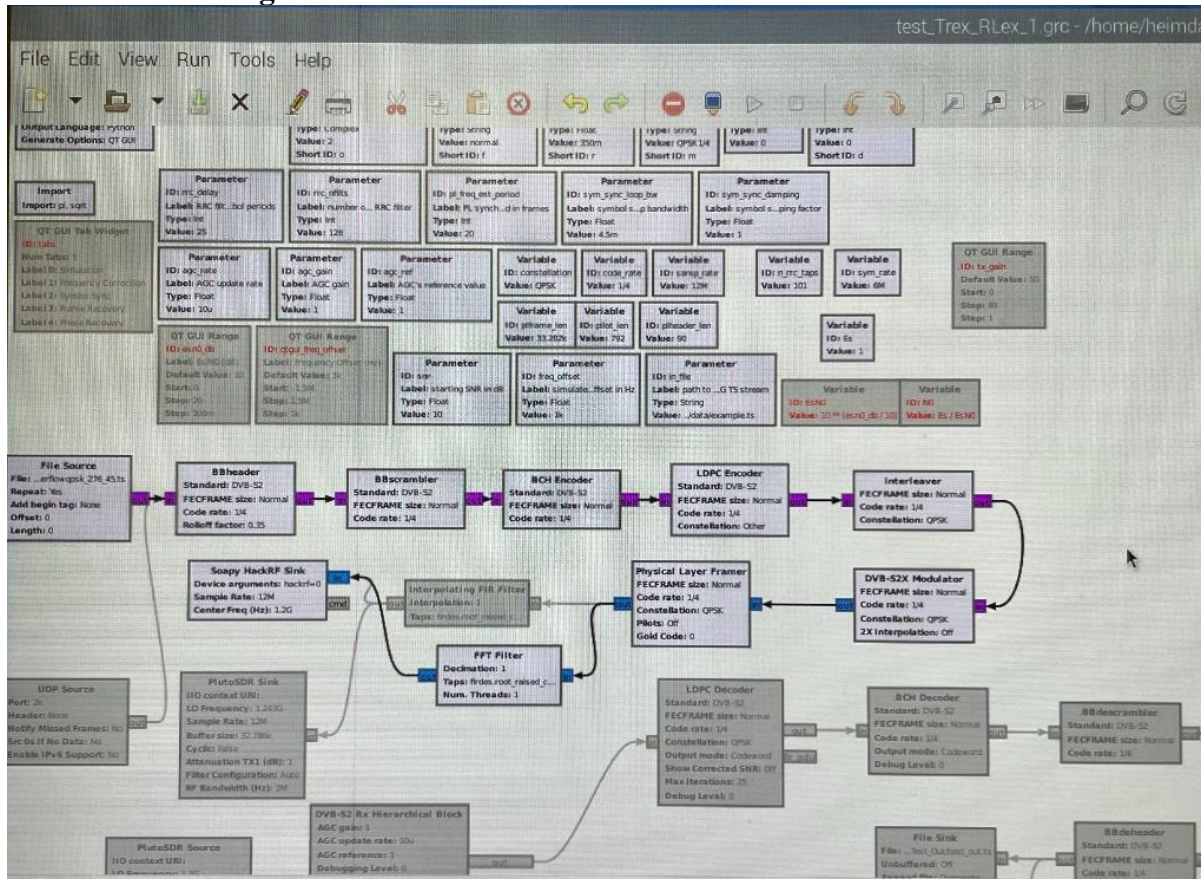 test_Trex_RLex_1.grc - /home/heimda
File Edit View Run Tools Help
Output Language: Python
Generate Options: QT GUI
Type: Complex
Value: 2
Short ID: o
Type: String
Value: normal
Short ID: f
Type: Float
Value: 350m
Short ID: r
Type: String
Value: QPSK1/4
Short ID: m
Type: Int
Value: 0
Type: Int
Value: 0
Short ID: d
Import
Import: pi, sqrt
Parameter
ID: rrc_delay
Label: RRC filt...bol periods
Type: Int
Value: 25
Parameter
ID: rrc_nfilts
Label: number o... RRC filter
Type: Int
Value: 128
Parameter
ID: pl_freq_est_period
Label: PL synch...d in frames
Type: Int
Value: 20
Parameter
ID: sym_sync_loop_bw
Label: symbol s...p bandwidth
Type: Float
Value: 4.5m
Parameter
ID: sym_sync_damping
Label: symbol s...ping factor
Type: Float
Value: 1
QT GUI Tab Widget
ID: tabs
Num Tabs: 5
Label 0: Simulation
Label 1: Frequency Correction
Label 2: Symbol Sync
Label 3: Frame Recovery
Label 4: Phase Recovery
Parameter
ID: agc_rate
Label: AGC update rate
Type: Float
Value: 10u
Parameter
ID: agc_gain
Label: AGC gain
Type: Float
Value: 1
Parameter
ID: agc_ref
Label: AGC's reference value
Type: Float
Value: 1
Variable
ID: constellation
Value: QPSK
Variable
ID: code_rate
Value: 1/4
Variable
ID: samp_rate
Value: 12M
Variable
ID: n_rrc_taps
Value: 101
Variable
ID: sym_rate
Value: 6M
QT GUI Range
ID: tx_gain
Default Value: 50
Start: 0
Stop: 89
Step: 1
Variable
ID: plframe_len
Value: 33.282k
Variable
ID: pilot_len
Value: 792
Variable
ID: plheader_len
Value: 90
Variable
ID: Es
Value: 1
QT GUI Range
ID: esn0_db
Label: Es/N0 (dB)
Default Value: 10
Start: 0
Stop: 20
Step: 100m
QT GUI Range
ID: qtgui_freq_offset
Label: Frequency Offset (Hz)
Default Value: 1k
Start: -1.5M
Stop: 1.5M
Step: 1k
Parameter
ID: snr
Label: starting SNR in dB
Type: Float
Value: 10
Parameter
ID: freq_offset
Label: simulate...ffset in Hz
Type: Float
Value: 1k
Parameter
ID: in_file
Label: path to ...G TS stream
Type: String
Value: ../data/example.ts
Variable
ID: EsN0
Value: 10 ** (esn0_db / 10)
Variable
ID: N0
Value: Es / EsN0
File Source
File: ...erflowqpsk_276_45.ts
Repeat: Yes
Add begin tag: None
Offset: 0
Length: 0
BBheader
Standard: DVB-S2
FECFRAME size: Normal
Code rate: 1/4
Rolloff factor: 0.35
BBscrambler
Standard: DVB-S2
FECFRAME size: Normal
Code rate: 1/4
BCH Encoder
Standard: DVB-S2
FECFRAME size: Normal
Code rate: 1/4
LDPC Encoder
Standard: DVB-S2
FECFRAME size: Normal
Code rate: 1/4
Constellation: Other
Interleaver
FECFRAME size: Normal
Code rate: 1/4
Constellation: QPSK
Soapy HackRF Sink
Device arguments: hackrf=0
Sample Rate: 12M
Center Freq (Hz): 1.2G
in
cmd
Interpolating FIR Filter
Interpolation: 1
Taps: firdes.root_raised_c...
out
in
Physical Layer Framer
FECFRAME size: Normal
Code rate: 1/4
Constellation: QPSK
Pilots: Off
Gold Code: 0
out
in
DVB-S2X Modulator
FECFRAME size: Normal
Code rate: 1/4
Constellation: QPSK
2X Interpolation: Off
out
in
FFT Filter
Decimation: 1
Taps: firdes.root_raised_c...
Num. Threads: 1
out
in
UDP Source
Port: 2k
Header: None
Notify Missed Frames: No
Src 0s If No Data: No
Enable IPv6 Support: No
out
PlutoSDR Sink
IIO context URI:
LO Frequency: 1.243G
Sample Rate: 12M
Buffer size: 32.786k
Cyclic: False
Attenuation TX1 (dB): 1
Filter Configuration: Auto
RF Bandwidth (Hz): 2M
in
LDPC Decoder
Standard: DVB-S2
FECFRAME size: Normal
Code rate: 1/4
Constellation: QPSK
Output mode: Codeword
Show Corrected SNR: Off
Max Iterations: 25
Debug Level: 0
in
out
BCH Decoder
Standard: DVB-S2
FECFRAME size: Normal
Code rate: 1/4
Output mode: Codeword
Debug Level: 0
in
out
BBdescrambler
Standard: DVB-S2
FECFRAME size: Normal
Code rate: 1/4
in
DVB-S2 Rx Hierarchical Block
AGC gain: 1
AGC update rate: 10u
AGC reference: 1
Debugging Level: 0
out
PlutoSDR Source
IIO context URI:
File Sink
File: ...Test_Out/test_out.ts
Unbuffered: Off
BBdeheader
Standard: DVB-S2
FECFRAME size: Normal
Code rate: 1/4